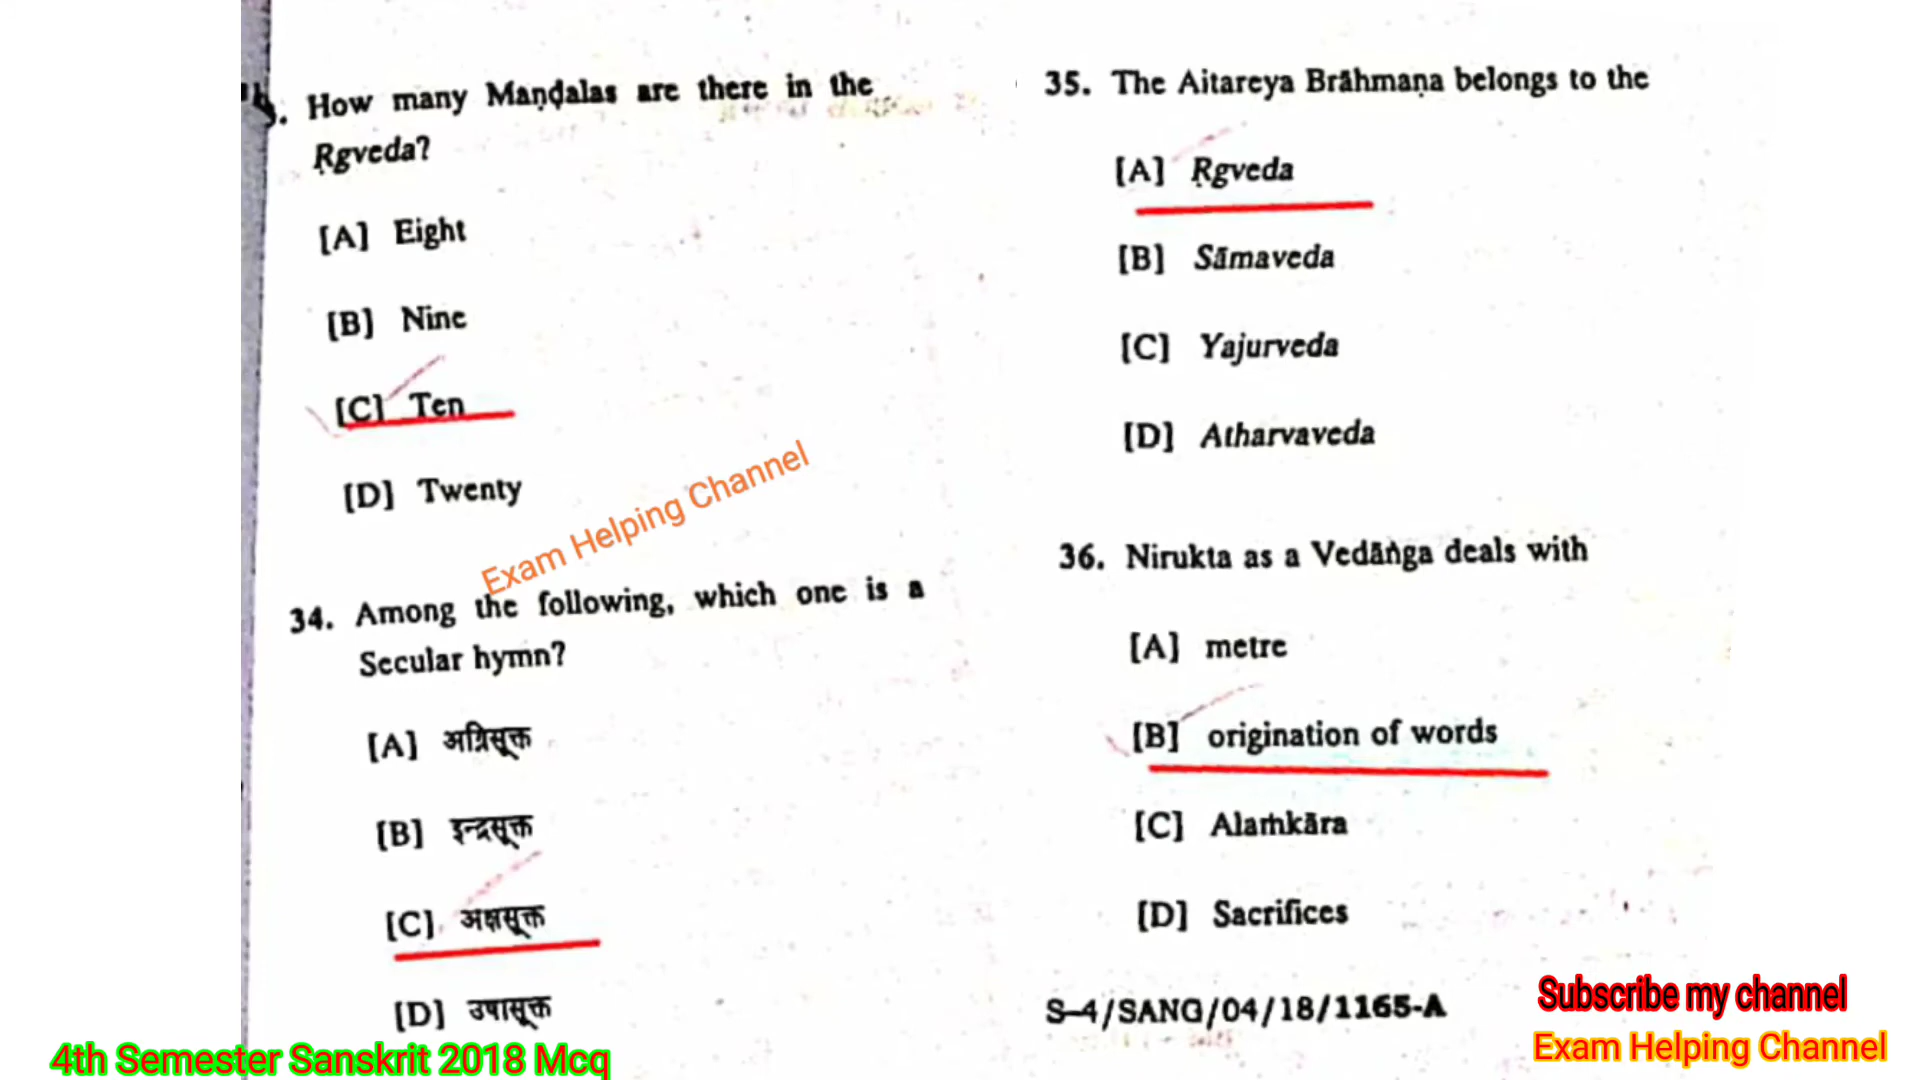 How many Maṇḍalas are there in the
Ṛgveda?
[A] Eight
[B] Nine
[C] Ten
[D] Twenty
Exam Helping Channel
34. Among the following, which one is a
Secular hymn?
[A] अग्निसूक्त
[B] इन्द्रसूक्त
[C] अक्षसूक्त
[D] उषासूक्त
35. The Aitareya Brāhmaṇa belongs to the
[A] Ṛgveda
[B] Sāmaveda
[C] Yajurveda
[D] Atharvaveda
36. Nirukta as a Vedāṅga deals with
[A] metre
[B] origination of words
[C] Alaṁkāra
[D] Sacrifices
S-4/SANG/04/18/1165-A
Subscribe my channel
Exam Helping Channel
4th Semester Sanskrit 2018 Mcq